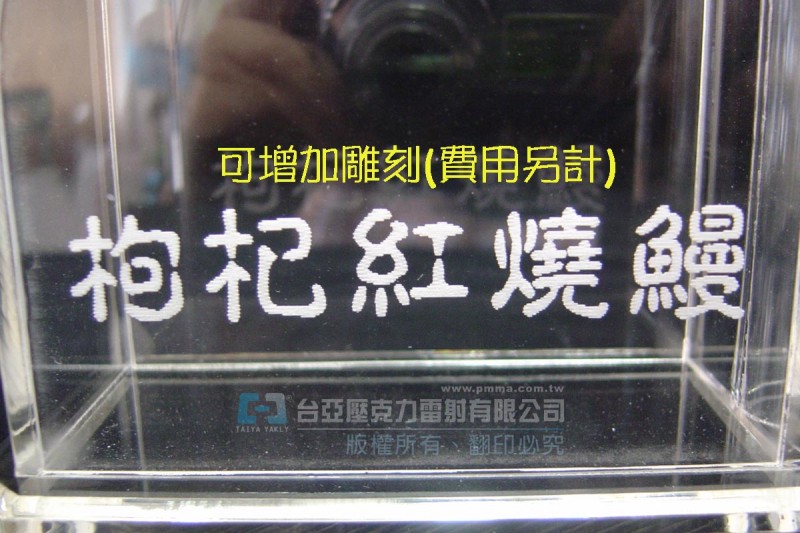 可增加雕刻(費用另計)
枸杞紅燒鰻
www.pmma.com.tw
台亞壓克力雷射有限公司
TAIYA YAKLY
版權所有、翻印必究